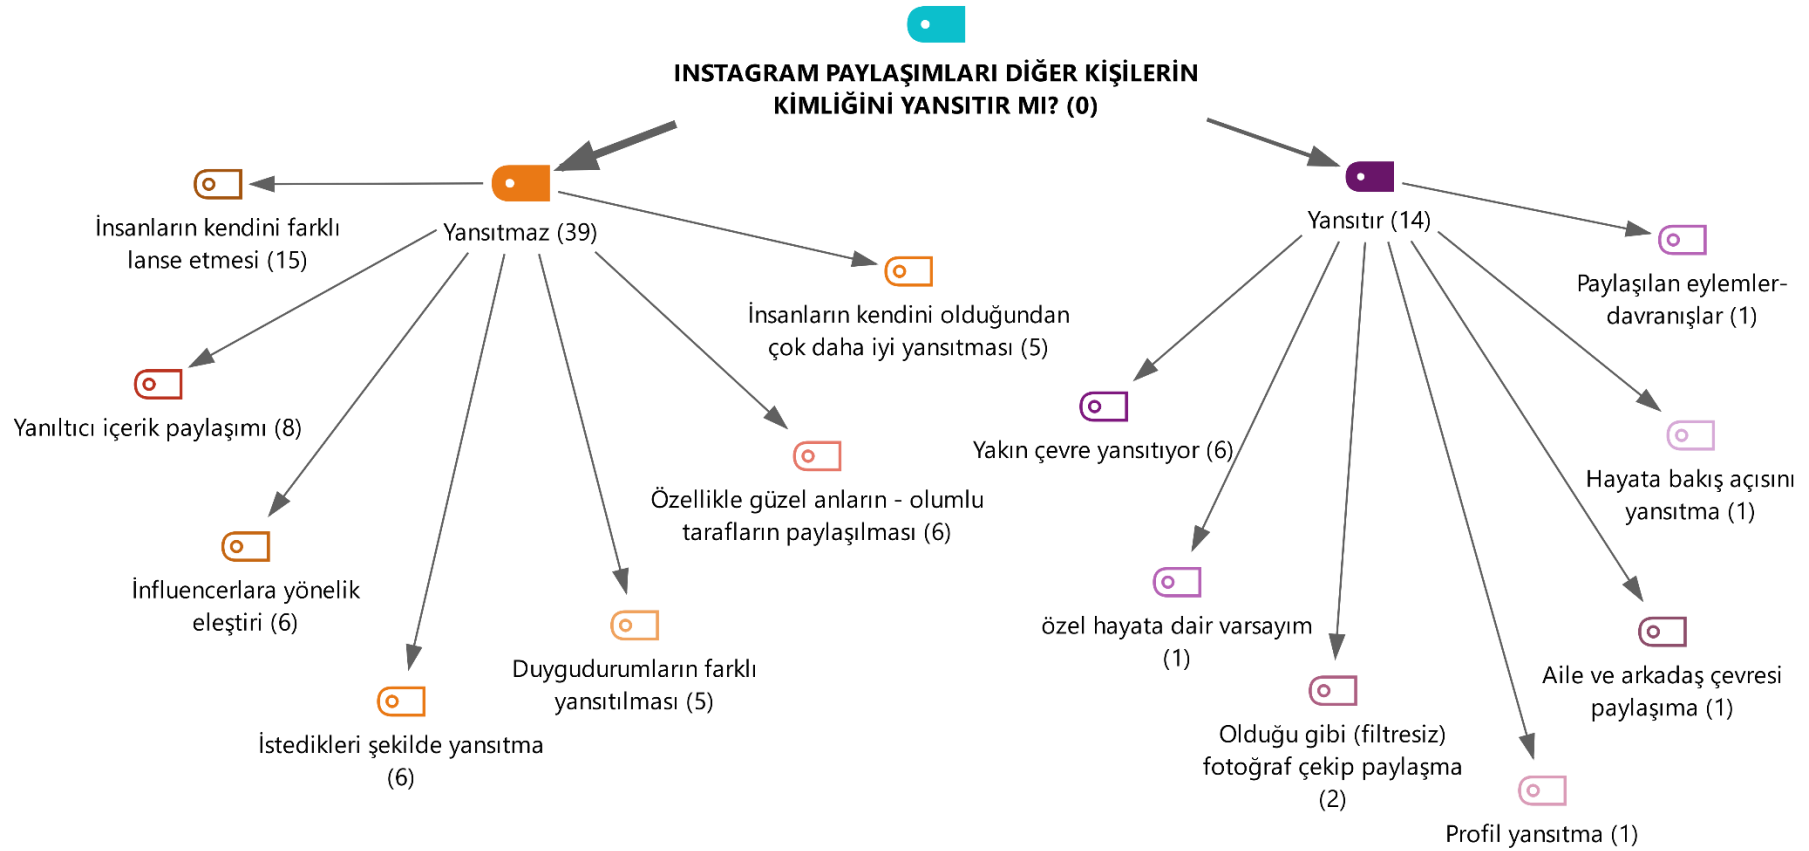 INSTAGRAM PAYLAŞIMLARI DİĞER KİŞİLERİN
KİMLİĞİNİ YANSITIR MI? (0)
Yansıtmaz (39)
İnsanların kendini farklı
lanse etmesi (15)
Yanıltıcı içerik paylaşımı (8)
İnfluencerlara yönelik
eleştiri (6)
İstedikleri şekilde yansıtma
(6)
Duygudurumların farklı
yansıtılması (5)
Özellikle güzel anların - olumlu
tarafların paylaşılması (6)
İnsanların kendini olduğundan
çok daha iyi yansıtması (5)
Yansıtır (14)
Yakın çevre yansıtıyor (6)
özel hayata dair varsayım
(1)
Olduğu gibi (filtresiz)
fotoğraf çekip paylaşma
(2)
Profil yansıtma (1)
Aile ve arkadaş çevresi
paylaşıma (1)
Hayata bakış açısını
yansıtma (1)
Paylaşılan eylemler-
davranışlar (1)